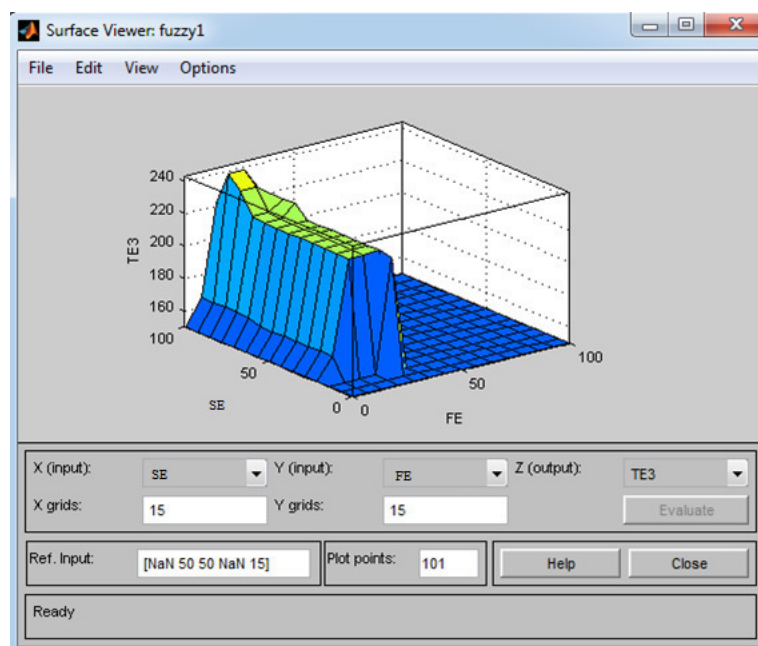 Surface Viewer: fuzzy1
File Edit View Options
240
220
200
180
160
TE3
100
50
0
SE
0
50
100
FE
X (input): SE Y (input): FE Z (output): TE3
X grids: 15 Y grids: 15 Evaluate
Ref. Input: [NaN 50 50 NaN 15] Plot points: 101 Help Close
Ready